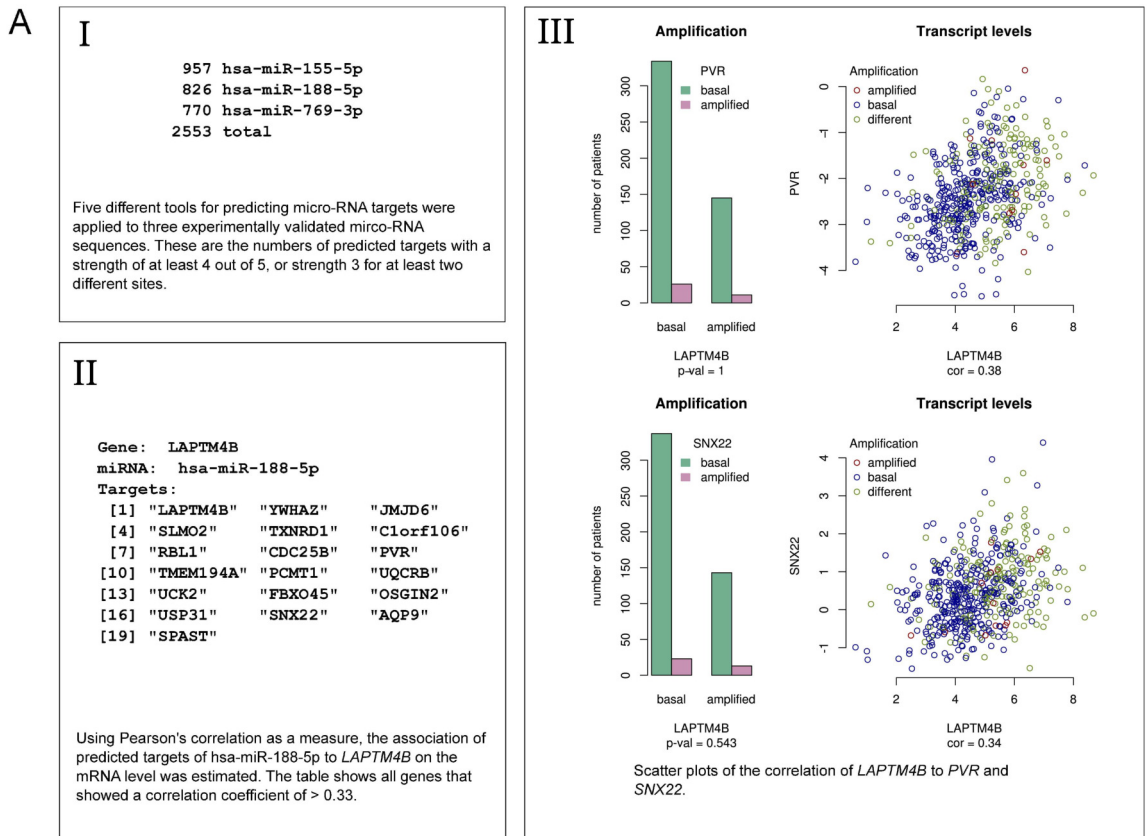 A
I
957 hsa-miR-155-5p
826 hsa-miR-188-5p
770 hsa-miR-769-3p
2553 total
Five different tools for predicting micro-RNA targets were
applied to three experimentally validated mirco-RNA
sequences. These are the numbers of predicted targets with a
strength of at least 4 out of 5, or strength 3 for at least two
different sites.
II
Gene: LAPTM4B
miRNA: hsa-miR-188-5p
Targets:
[1] "LAPTM4B" "YWHAZ" "JMJD6"
[4] "SLMO2" "TXNRD1" "C1orf106"
[7] "RBL1" "CDC25B" "PVR"
[10] "TMEM194A" "PCMT1" "UQCRB"
[13] "UCK2" "FBXO45" "OSGIN2"
[16] "USP31" "SNX22" "AQP9"
[19] "SPAST"
Using Pearson's correlation as a measure, the association of
predicted targets of hsa-miR-188-5p to LAPTM4B on the
mRNA level was estimated. The table shows all genes that
showed a correlation coefficient of > 0.33.
III
Amplification
number of patients
300
250
200
150
100
50
0
PVR
basal
amplified
basal amplified
LAPTM4B
p-val = 1
Transcript levels
Amplification
amplified
basal
different
PVR
0
-1
-2
-3
-4
2 4 6 8
LAPTM4B
cor = 0.38
Amplification
number of patients
300
250
200
150
100
50
0
SNX22
basal
amplified
basal amplified
LAPTM4B
p-val = 0.543
Transcript levels
Amplification
amplified
basal
different
SNX22
4
3
2
1
0
-1
2 4 6 8
LAPTM4B
cor = 0.34
Scatter plots of the correlation of LAPTM4B to PVR and
SNX22.